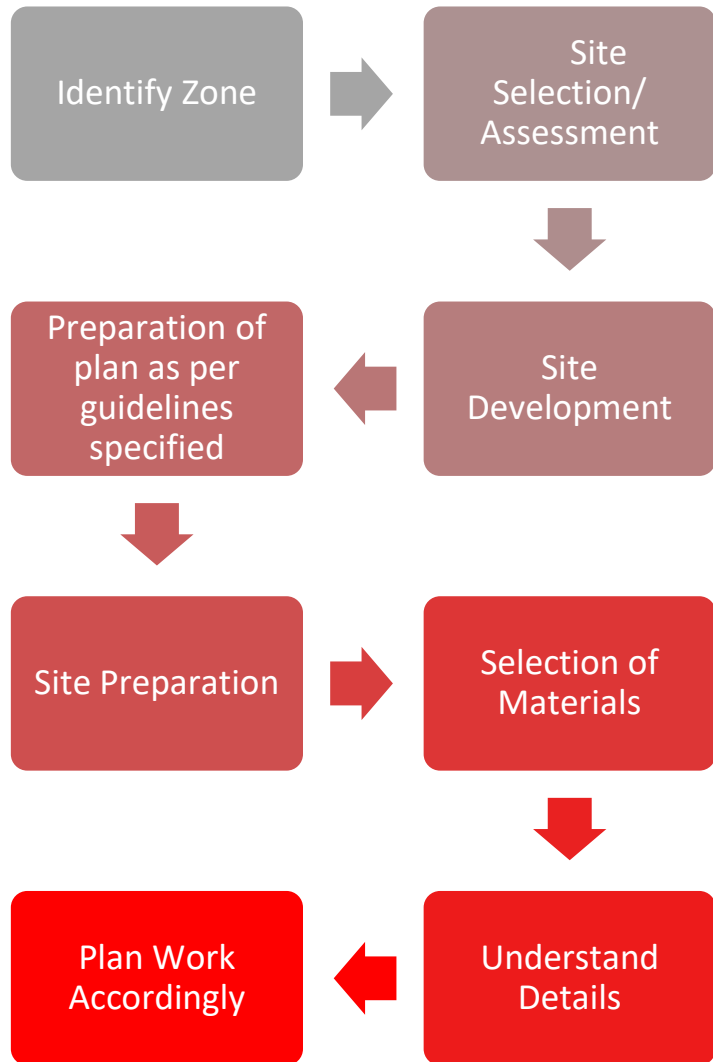 Identify Zone
Site
Selection/
Assessment
Site
Development
Preparation of
plan as per
guidelines
specified
Site Preparation
Selection of
Materials
Understand
Details
Plan Work
Accordingly